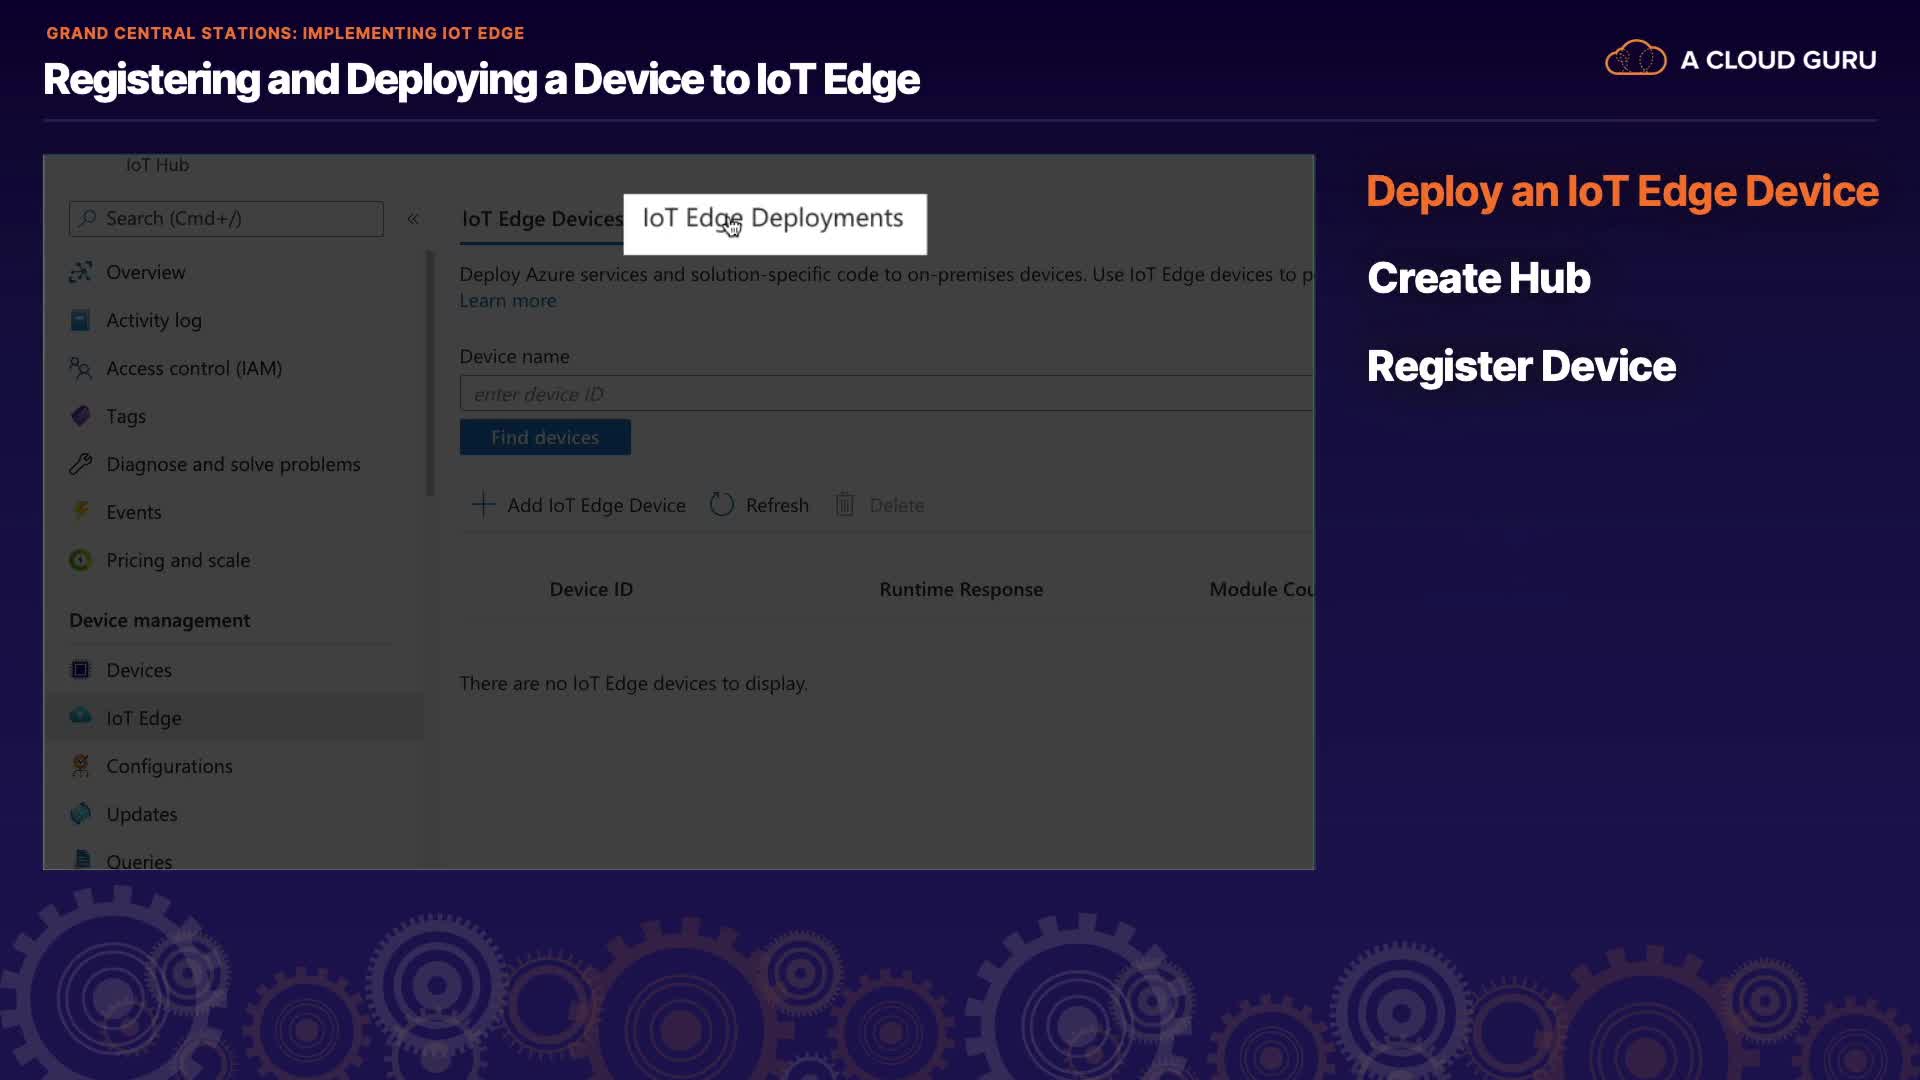 GRAND CENTRAL STATIONS: IMPLEMENTING IOT EDGE
Registering and Deploying a Device to IoT Edge
A CLOUD GURU
IoT Hub
Search (Cmd+/)
«
Overview
Activity log
Access control (IAM)
Tags
Diagnose and solve problems
Events
Pricing and scale
Device management
Devices
IoT Edge
Configurations
Updates
Queries
IoT Edge Devices
IoT Edge Deployments
Deploy Azure services and solution-specific code to on-premises devices. Use IoT Edge devices to p
Learn more
Device name
enter device ID
Find devices
Add IoT Edge Device
Refresh
Delete
Device ID
Runtime Response
Module Cou
There are no IoT Edge devices to display.
Deploy an IoT Edge Device
Create Hub
Register Device